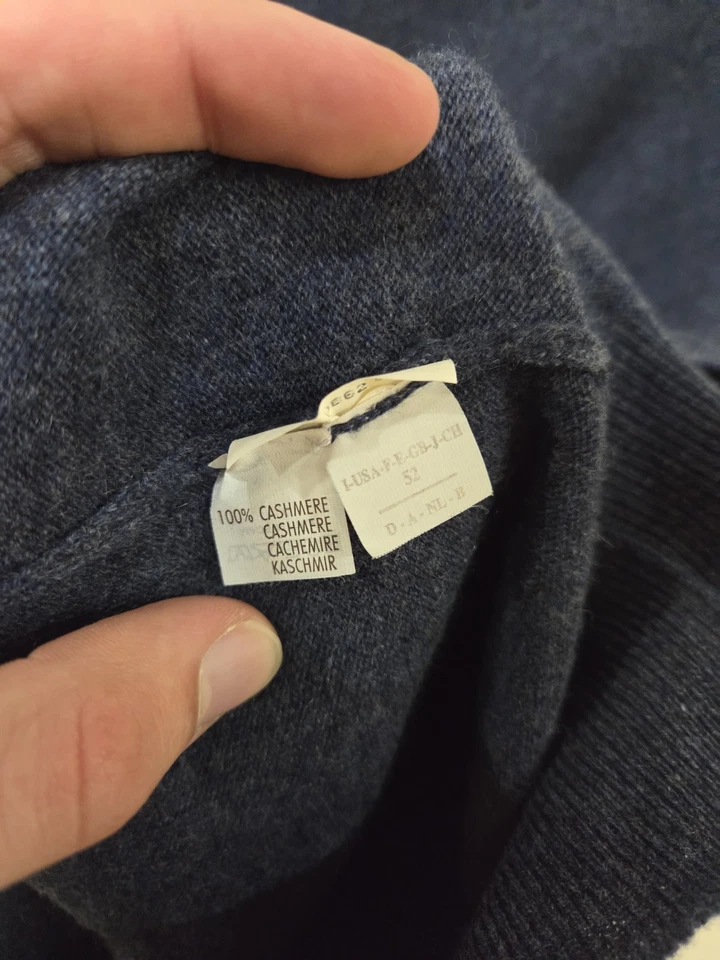 100% CASHMERE
CASHMERE
CACHEMIRE
KASCHMIR
I-USA-F-E-GB-J-CH
52
D - A - NL - B